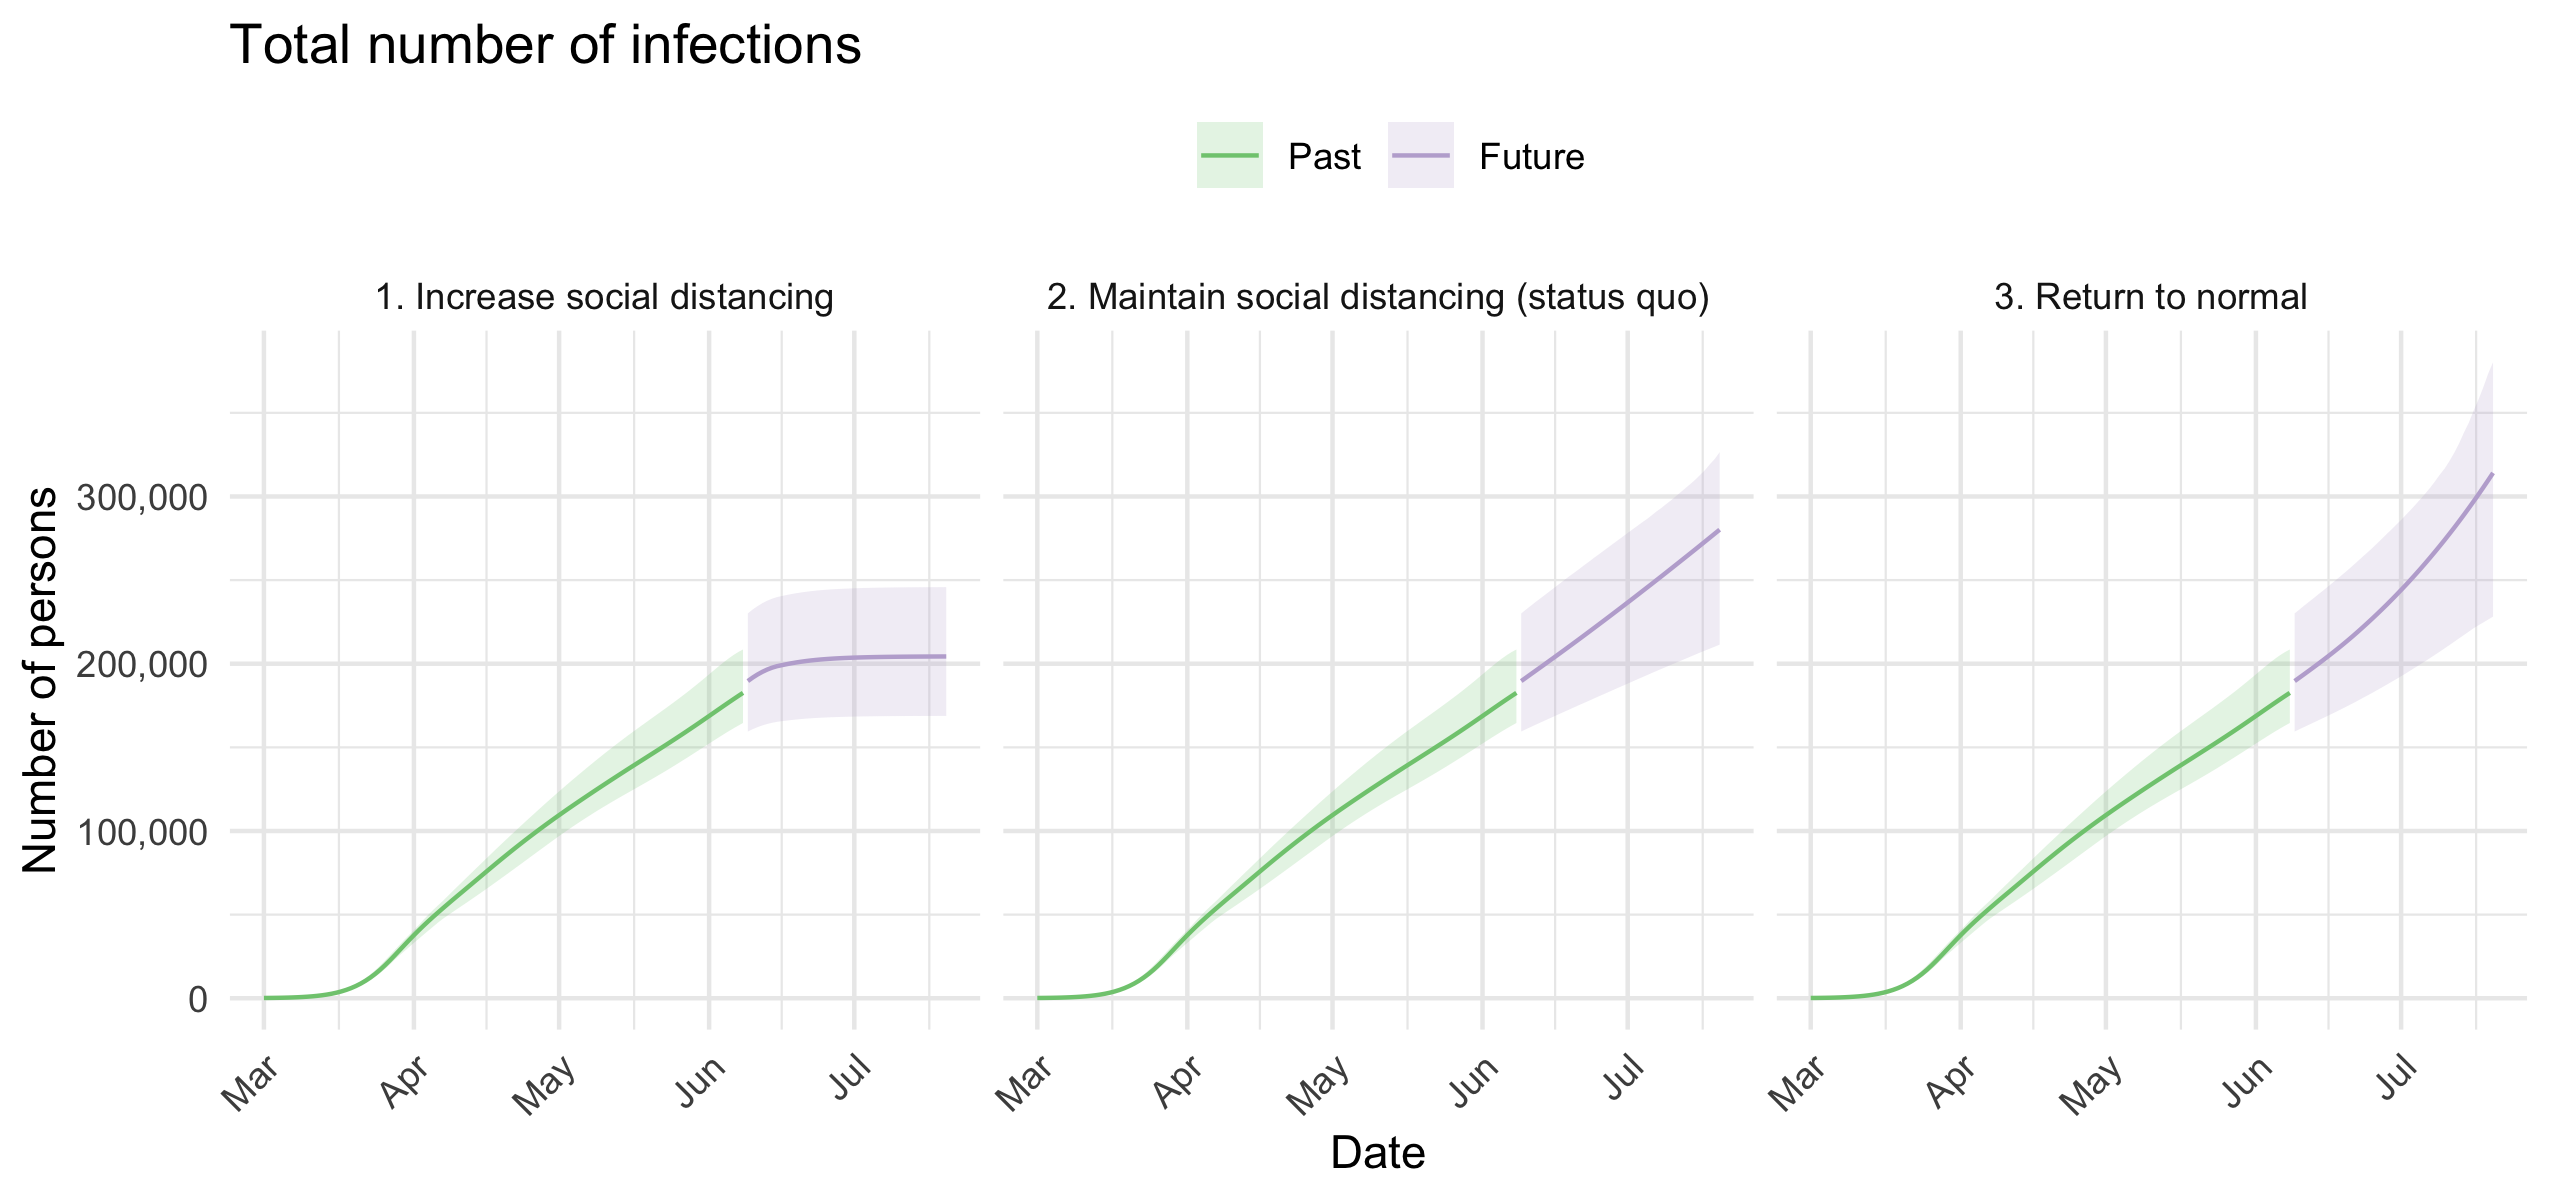 Total number of infections
Past
Future
1. Increase social distancing
2. Maintain social distancing (status quo)
3. Return to normal
Number of persons
300,000
200,000
100,000
0
Mar
Apr
May
Jun
Jul
Mar
Apr
May
Jun
Jul
Mar
Apr
May
Jun
Jul
Date